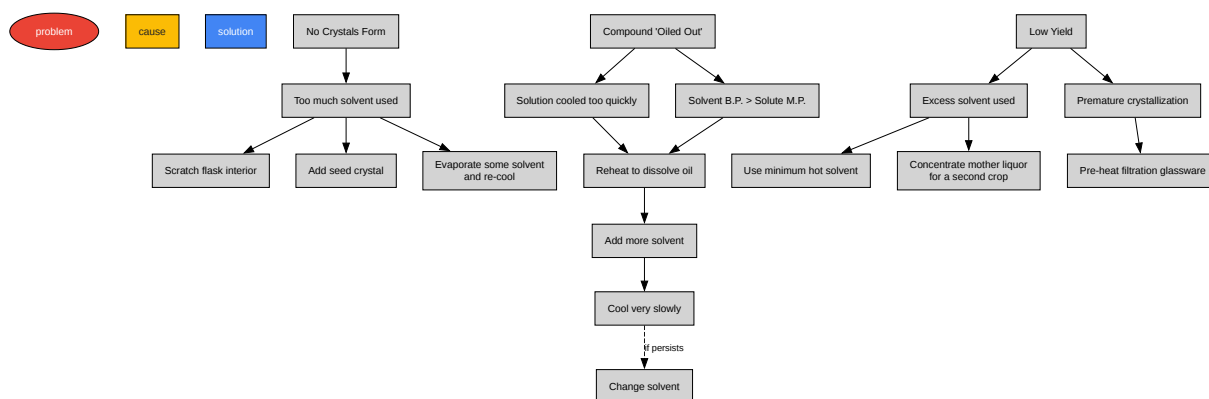 problem
cause
solution
No Crystals Form
Compound 'Oiled Out'
Low Yield
Too much solvent used
Solution cooled too quickly
Solvent B.P. > Solute M.P.
Excess solvent used
Premature crystallization
Scratch flask interior
Add seed crystal
Evaporate some solvent
and re-cool
Reheat to dissolve oil
Use minimum hot solvent
Concentrate mother liquor
for a second crop
Pre-heat filtration glassware
Add more solvent
Cool very slowly
If persists
Change solvent